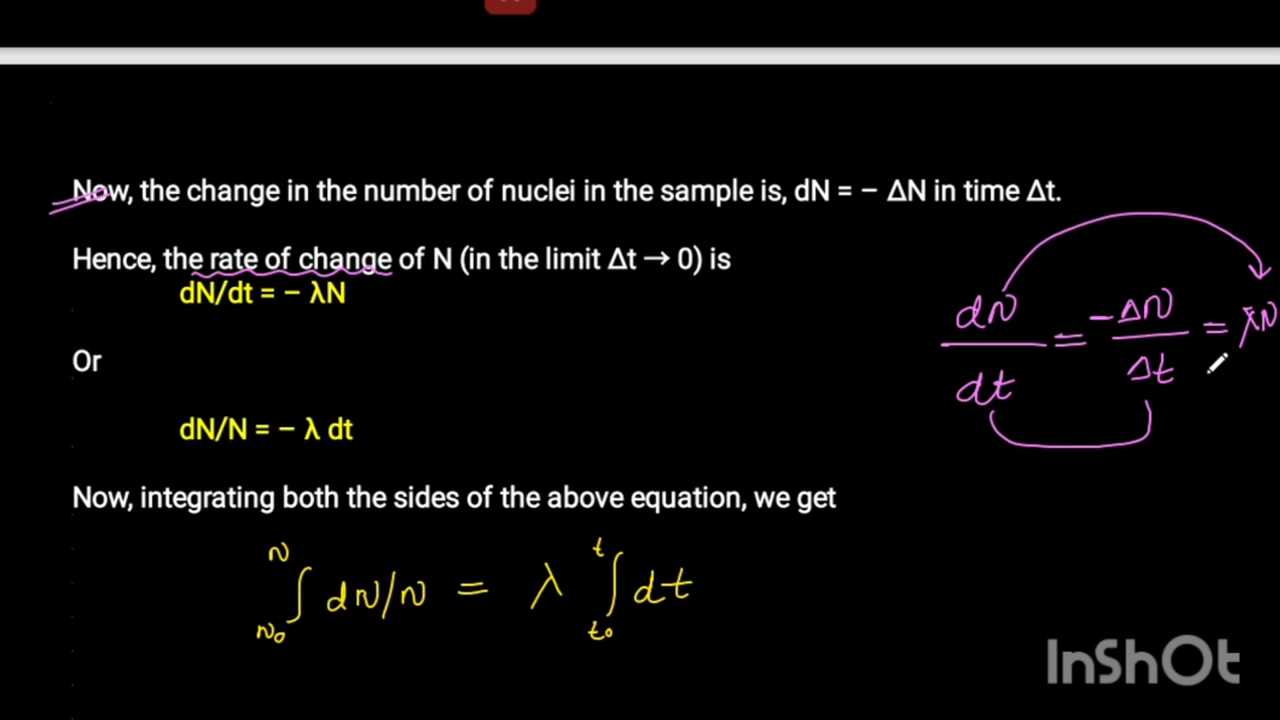 Now, the change in the number of nuclei in the sample is, dN = – ΔN in time Δt.
Hence, the rate of change of N (in the limit Δt → 0) is
dN/dt = – λN
dN/dt = -ΔN/Δt = λN
Or
dN/N = – λ dt
Now, integrating both the sides of the above equation, we get
N t
∫ dN/N = λ ∫ dt
N₀ t₀
InShOt